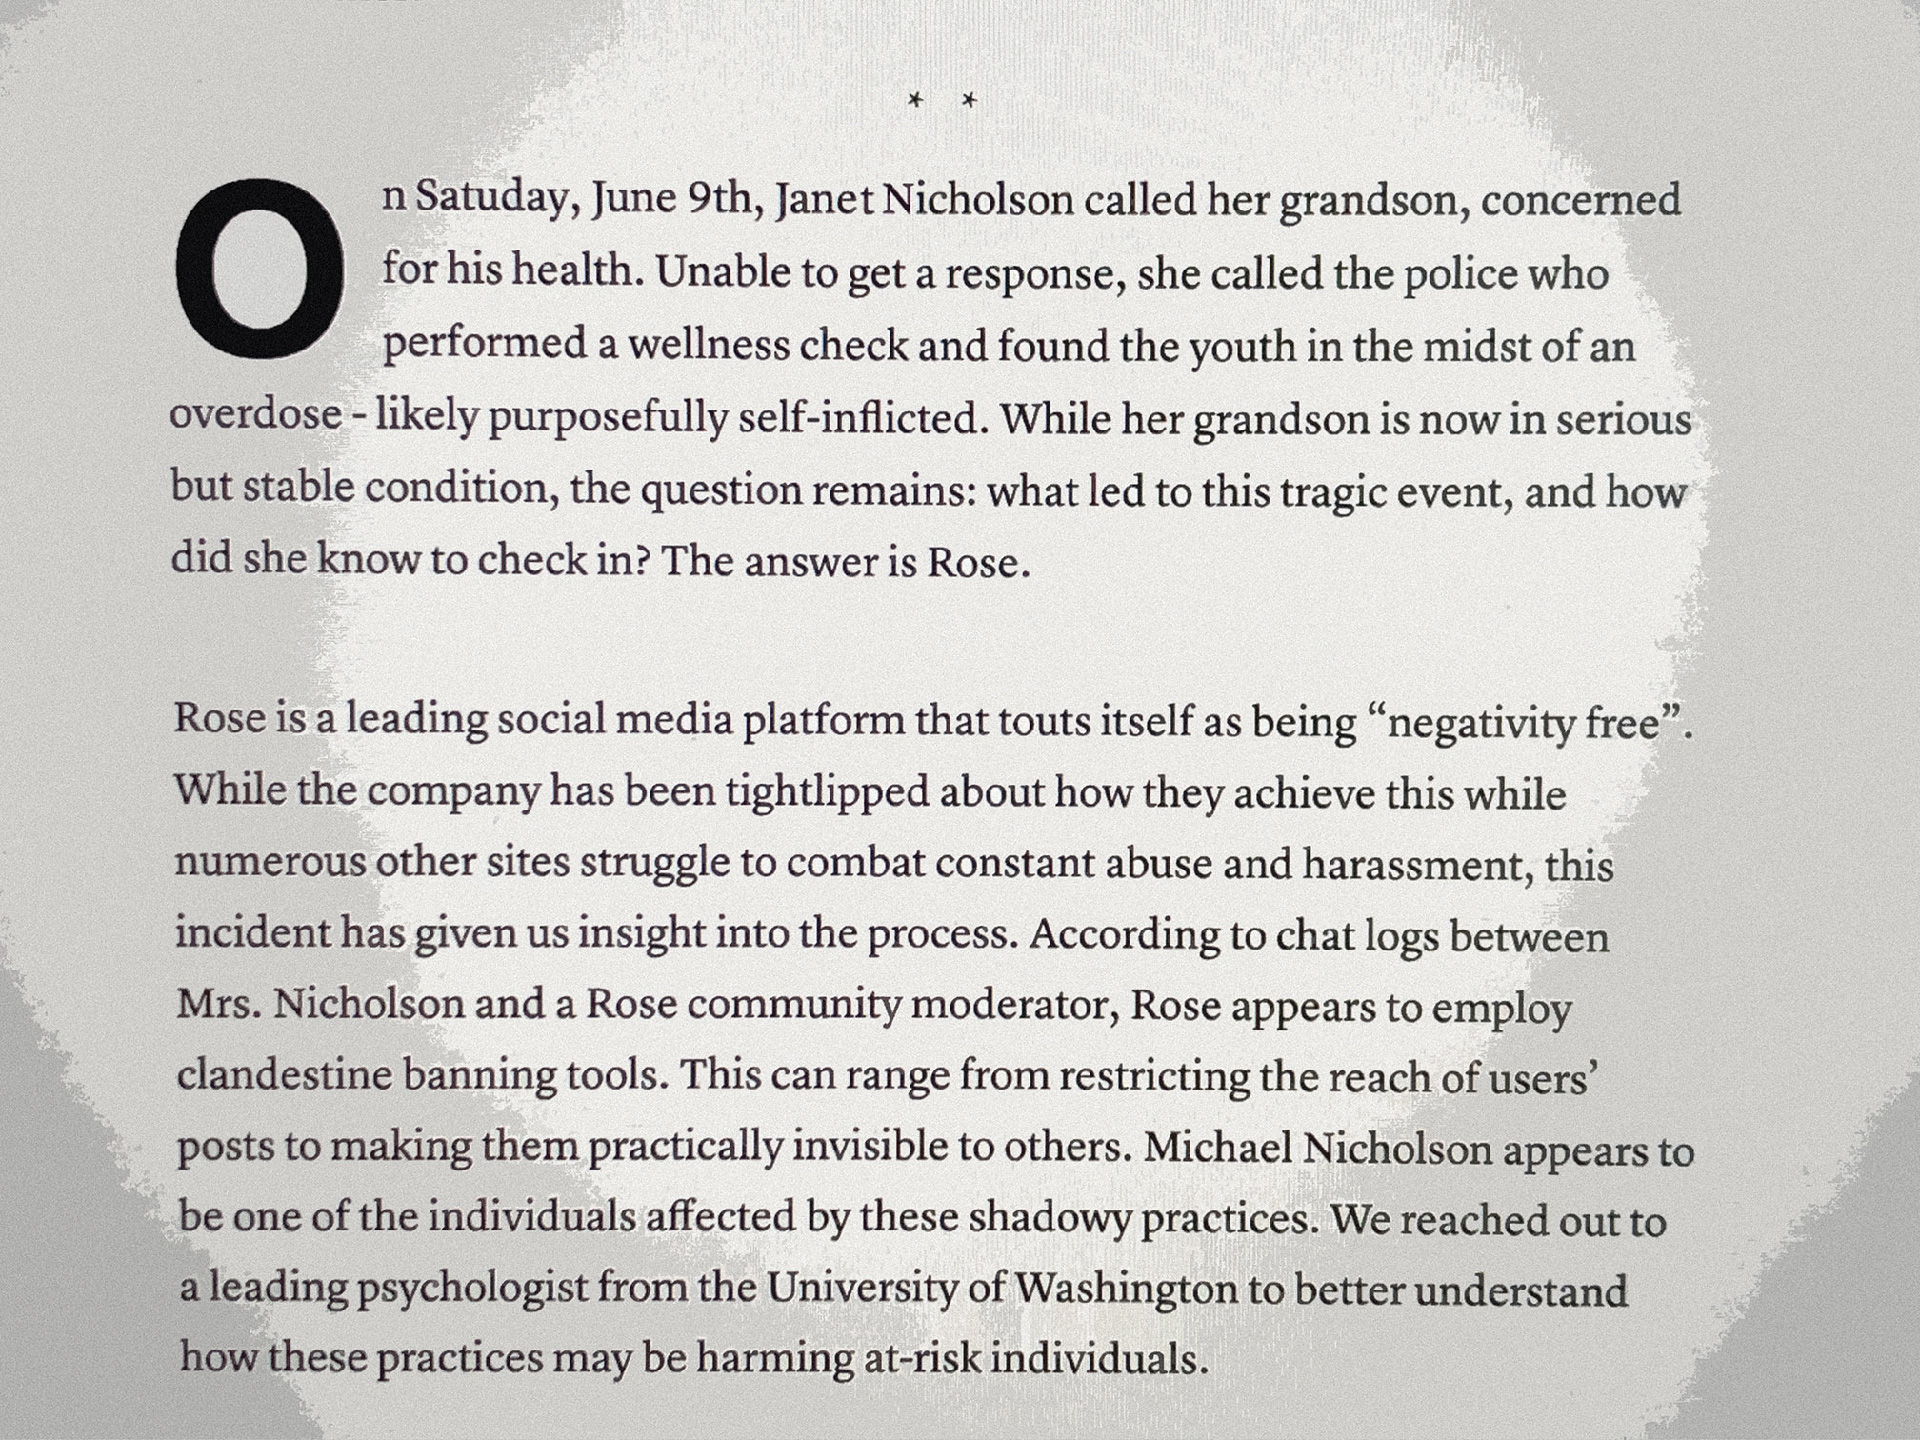 * *
On Satuday, June 9th, Janet Nicholson called her grandson, concerned
for his health. Unable to get a response, she called the police who
performed a wellness check and found the youth in the midst of an
overdose - likely purposefully self-inflicted. While her grandson is now in serious
but stable condition, the question remains: what led to this tragic event, and how
did she know to check in? The answer is Rose.
Rose is a leading social media platform that touts itself as being “negativity free”.
While the company has been tightlipped about how they achieve this while
numerous other sites struggle to combat constant abuse and harassment, this
incident has given us insight into the process. According to chat logs between
Mrs. Nicholson and a Rose community moderator, Rose appears to employ
clandestine banning tools. This can range from restricting the reach of users’
posts to making them practically invisible to others. Michael Nicholson appears to
be one of the individuals affected by these shadowy practices. We reached out to
a leading psychologist from the University of Washington to better understand
how these practices may be harming at-risk individuals.